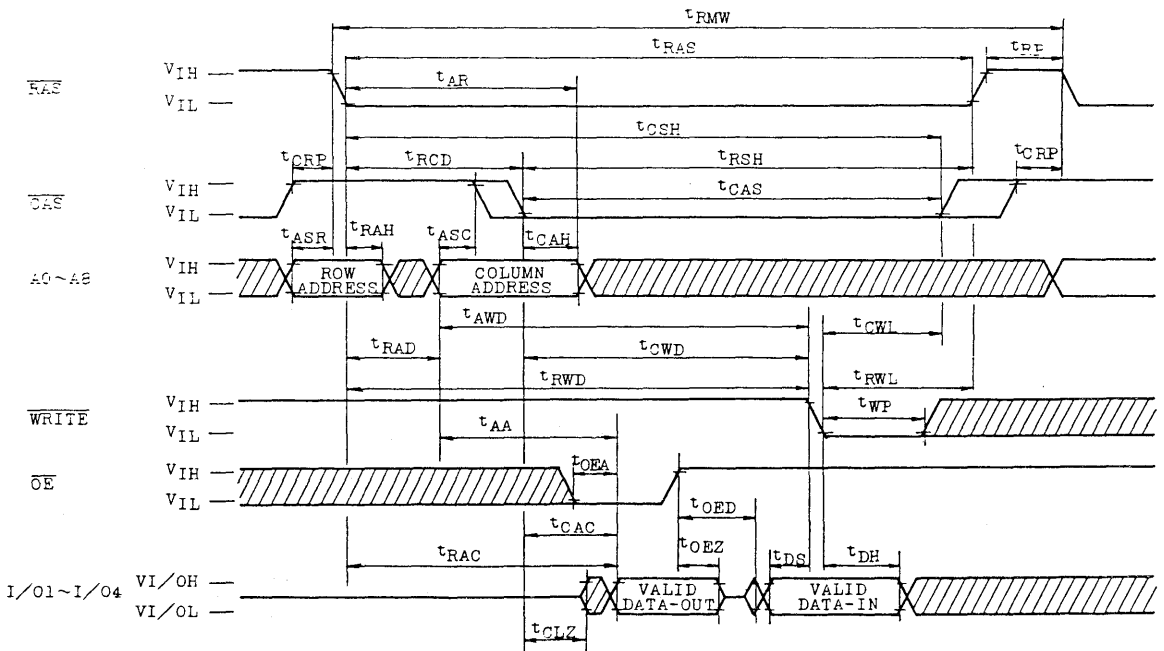 tRMW
tRAS
tRP
VIH
RAS
tAR
VIL
tCSH
tCRP
tRCD
tRSH
tCRP
VIH
CAS
tCAS
VIL
tASR
tRAH
tASC
tCAH
VIH
A0~A8
ROW ADDRESS
COLUMN ADDRESS
VIL
tAWD
tCWL
tRAD
tCWD
tRWD
tRWL
VIH
WRITE
tWP
VIL
tAA
tOEA
VIH
OE
VIL
tOED
tCAC
tOEZ
tRAC
tDS
tDH
VI/OH
I/O1~I/O4
VALID DATA-OUT
VALID DATA-IN
VI/OL
tCLZ